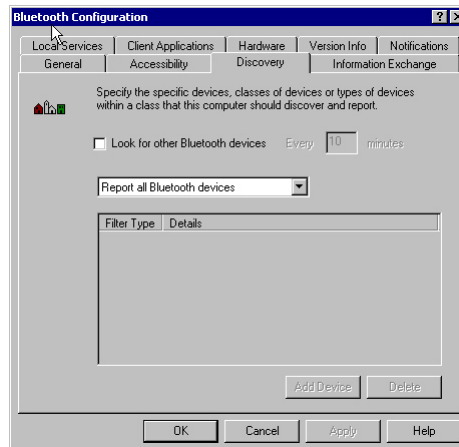 Bluetooth Configuration
Local Services Client Applications Hardware Version Info Notifications
General Accessibility Discovery Information Exchange
Specify the specific devices, classes of devices or types of devices
within a class that this computer should discover and report.
Look for other Bluetooth devices Every 10 minutes
Report all Bluetooth devices
Filter Type Details
Add Device Delete
OK Cancel Apply Help